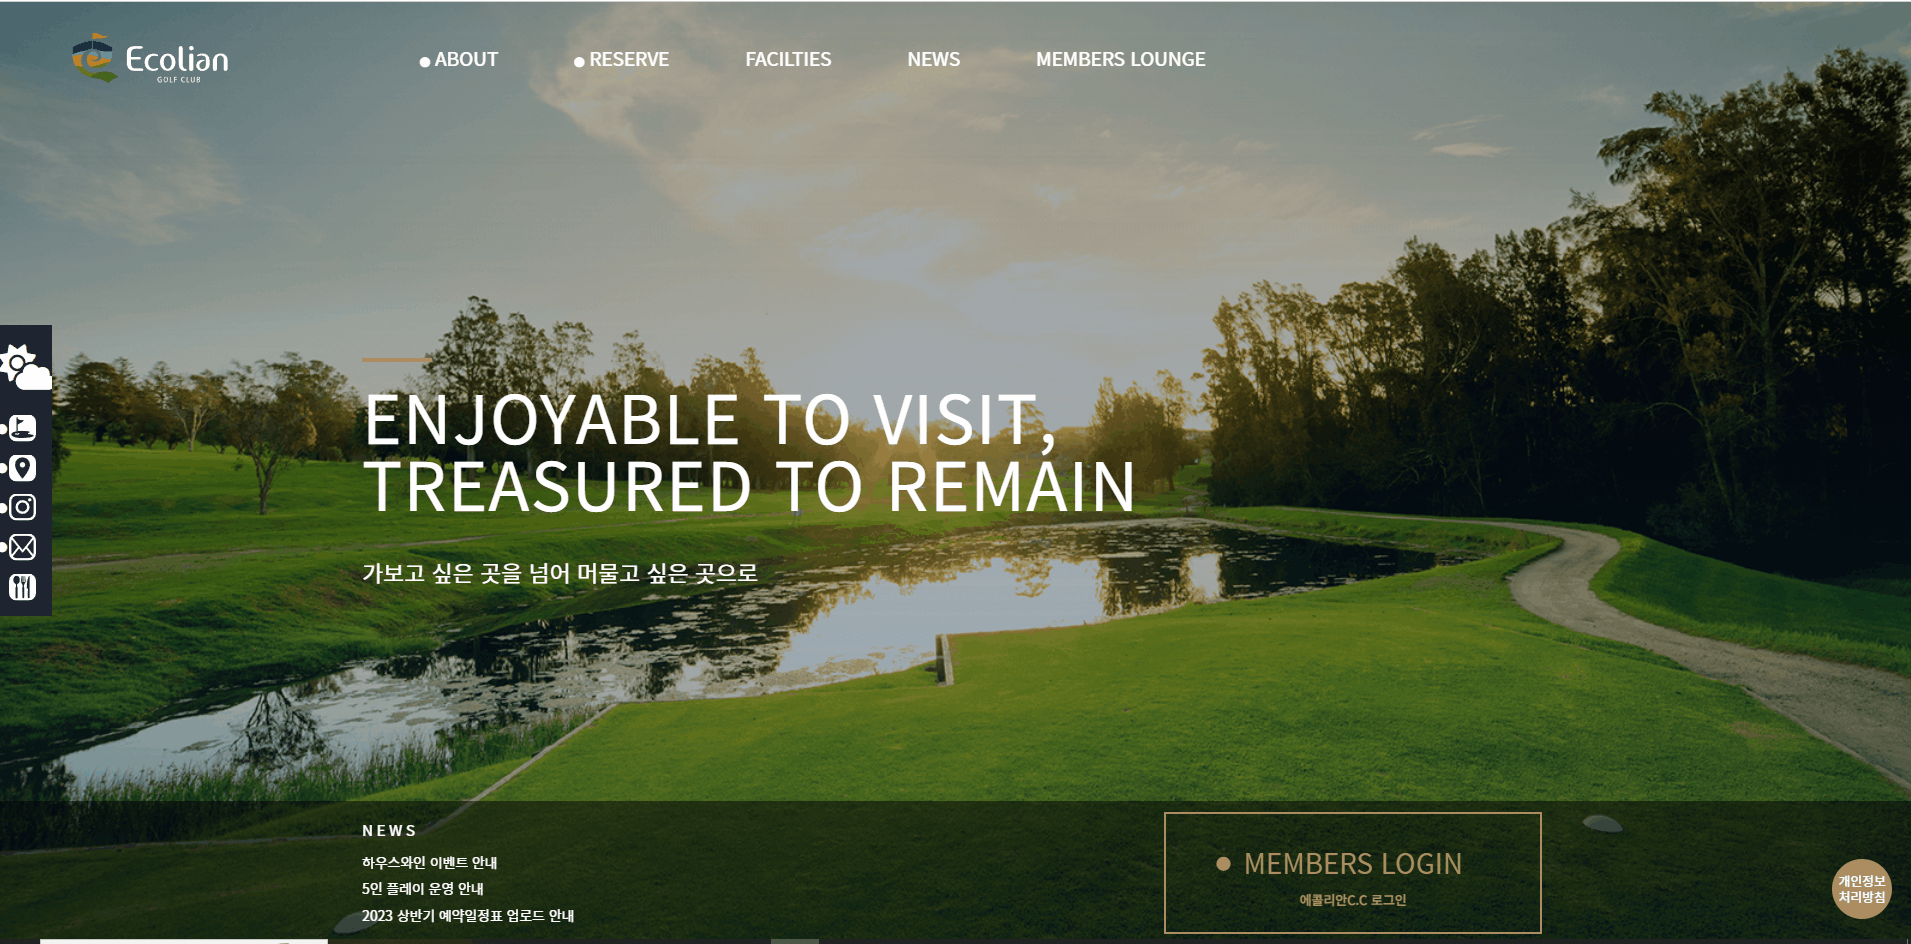 Ecolian
GOLF CLUB
ABOUT
RESERVE
FACILTIES
NEWS
MEMBERS LOUNGE
ENJOYABLE TO VISIT,
TREASURED TO REMAIN
가보고 싶은 곳을 넘어 머물고 싶은 곳으로
NEWS
하우스와인 이벤트 안내
5인 플레이 운영 안내
2023 상반기 예약일정표 업로드 안내
MEMBERS LOGIN
에콜리안C.C 로그인
개인정보
처리방침